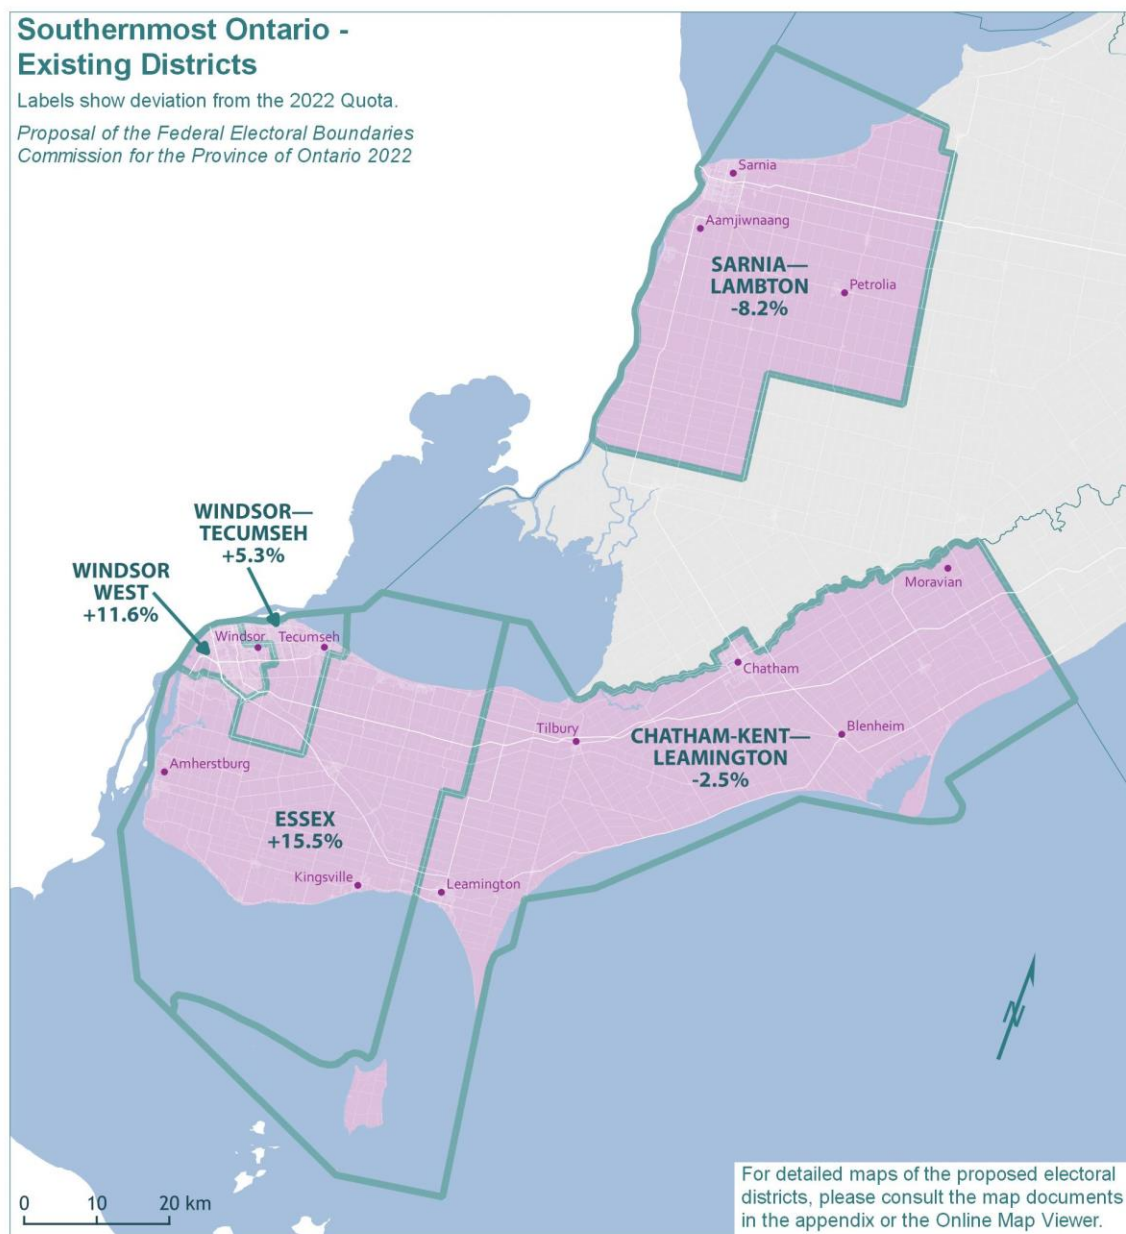 Southernmost Ontario -
Existing Districts
Labels show deviation from the 2022 Quota.
Proposal of the Federal Electoral Boundaries
Commission for the Province of Ontario 2022
Sarnia
Aamjiwnaang
SARNIA—
LAMBTON
-8.2%
Petrolia
WINDSOR—
TECUMSEH
+5.3%
WINDSOR
WEST
+11.6%
Windsor
Tecumseh
Moravian
Chatham
Tilbury
Blenheim
CHATHAM-KENT—
LEAMINGTON
-2.5%
Amherstburg
ESSEX
+15.5%
Kingsville
Leamington
N
0 10 20 km
For detailed maps of the proposed electoral
districts, please consult the map documents
in the appendix or the Online Map Viewer.